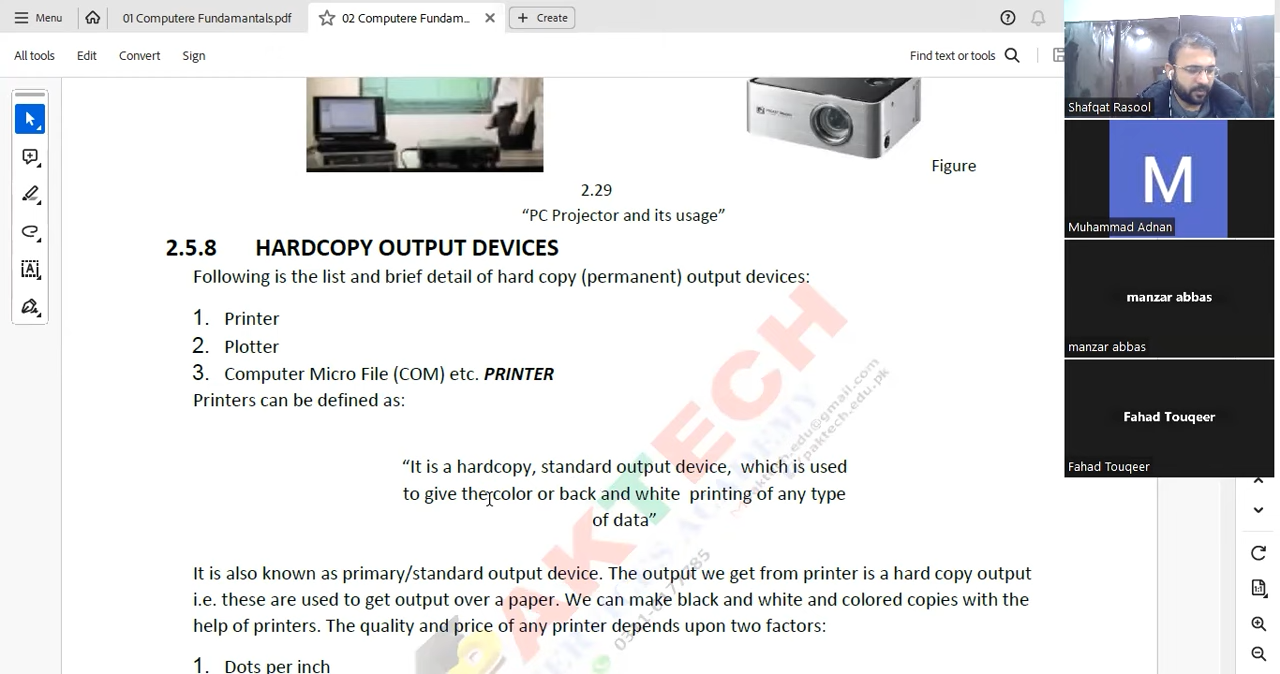 Menu
01 Computere Fundamantals.pdf
02 Computere Fundam...
Create
All tools
Edit
Convert
Sign
Find text or tools
Figure
2.29
“PC Projector and its usage”
2.5.8 HARDCOPY OUTPUT DEVICES
Following is the list and brief detail of hard copy (permanent) output devices:
1. Printer
2. Plotter
3. Computer Micro File (COM) etc. PRINTER
Printers can be defined as:
“It is a hardcopy, standard output device, which is used
to give the color or back and white printing of any type
of data”
It is also known as primary/standard output device. The output we get from printer is a hard copy output
i.e. these are used to get output over a paper. We can make black and white and colored copies with the
help of printers. The quality and price of any printer depends upon two factors:
1. Dots per inch
Shafqat Rasool
M
Muhammad Adnan
manzar abbas
manzar abbas
Fahad Touqeer
Fahad Touqeer
PAKTECH